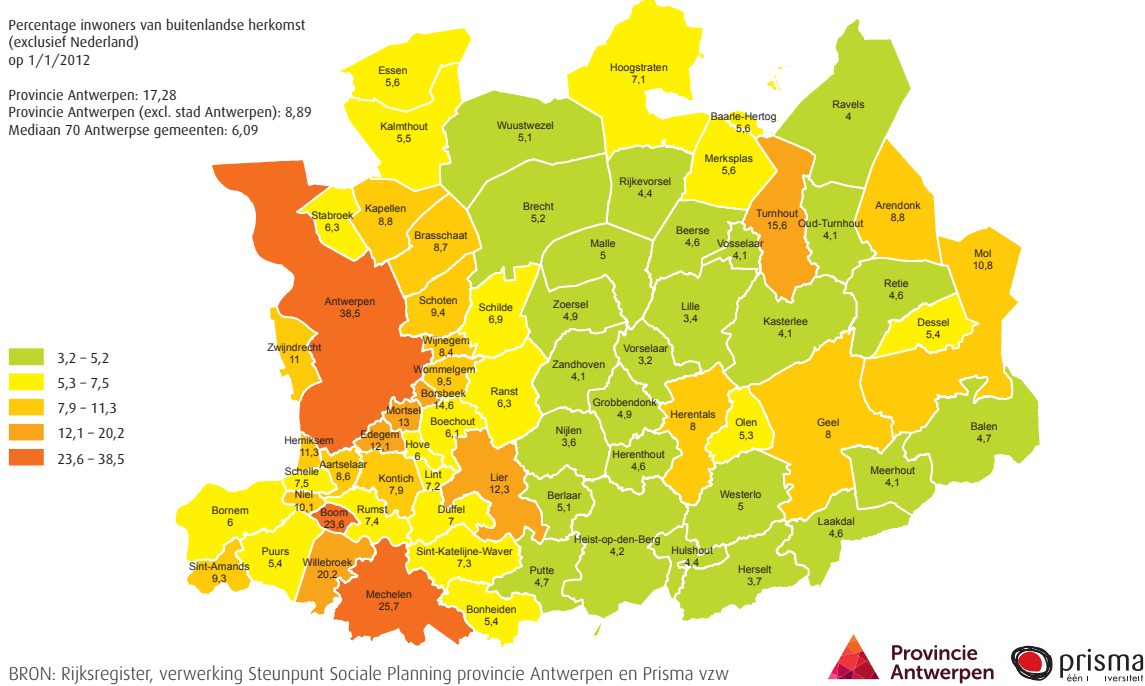 Percentage inwoners van buitenlandse herkomst
(exclusief Nederland)
op 1/1/2012
Provincie Antwerpen: 17,28
Provincie Antwerpen (excl. stad Antwerpen): 8,89
Mediaan 70 Antwerpse gemeenten: 6,09
Essen
5,6
Kalmthout
5,5
Wuustwezel
5,1
Hoogstraten
7,1
Baarle-Hertog
5,6
Merksplas
5,6
Ravels
4
Stabroek
6,3
Kapellen
8,8
Brasschaat
8,7
Brecht
5,2
Rijkevorsel
4,4
Malle
5
Beerse
4,6
Vosselaar
4,1
Turnhout
15,6
Oud-Turnhout
4,1
Arendonk
8,8
Mol
10,8
Antwerpen
38,5
Schoten
9,4
Schilde
6,9
Zoersel
4,9
Lille
3,4
Kasterlee
4,1
Retie
4,6
Dessel
5,4
Zwijndrecht
11
Wijnegem
8,4
Wommelgem
9,5
Borsbeek
14,6
Mortsel
13
Ranst
6,3
Zandhoven
4,1
Vorselaar
3,2
Grobbendonk
4,9
Herentals
8
Olen
5,3
Geel
8
Balen
4,7
Meerhout
4,1
Hemiksem
11,3
Edegem
12,1
Hove
6
Boechout
6,1
Nijlen
3,6
Herenthout
4,6
Schelle
7,5
Aartselaar
8,6
Kontich
7,9
Lint
7,2
Lier
12,3
Niel
10,1
Boom
23,6
Rumst
7,4
Duffel
7
Berlaar
5,1
Westerlo
5
Laakdal
4,6
Bornem
6
Sint-Amands
9,3
Puurs
5,4
Willebroek
20,2
Mechelen
25,7
Sint-Katelijne-Waver
7,3
Bonheiden
5,4
Putte
4,7
Heist-op-den-Berg
4,2
Hulshout
4,4
Herselt
3,7
3,2 – 5,2
5,3 – 7,5
7,9 – 11,3
12,1 – 20,2
23,6 – 38,5
BRON: Rijksregister, verwerking Steunpunt Sociale Planning provincie Antwerpen en Prisma vzw
Provincie
Antwerpen
prisma
één